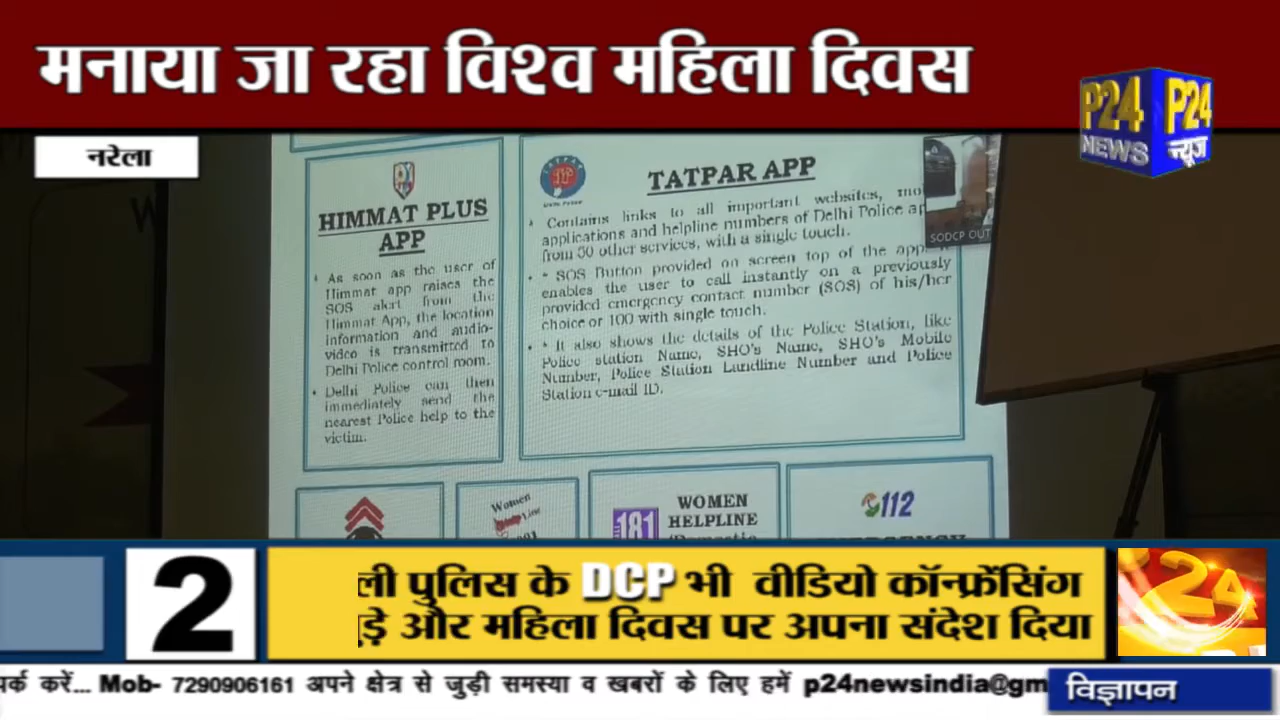 मनाया जा रहा विश्व महिला दिवस
P24
NEWS
P24
न्यूज़
नरेला
HIMMAT PLUS
APP
As soon as the user of
Himmat app raises the
SOS alert from the
Himmat App, the location
information and audio-
video is transmitted to
Delhi Police control room.
Delhi Police can then
immediately send the
nearest Police help to the
victim.
TATPAR APP
Contains links to all important websites, mo
applications and helpline numbers of Delhi Police ap
from 50 other services, with a single touch.
* SOS Button provided on screen top of the app
enables the user to call instantly on a previously
provided emergency contact number (SOS) of his/her
choice or 100 with single touch.
* It also shows the details of the Police Station, like
Police station Name, SHO's Name, SHO's Mobile
Number, Police Station Landline Number and Police
Station e-mail ID.
SODCP OUT
Women
Line
181
WOMEN
HELPLINE
112
2
ली पुलिस के DCP भी वीडियो कॉन्फ्रेंसिंग
ड़े और महिला दिवस पर अपना संदेश दिया
24
र्क करें... Mob- 7290906161 अपने क्षेत्र से जुड़ी समस्या व खबरों के लिए हमें p24newsindia@gm
विज्ञापन